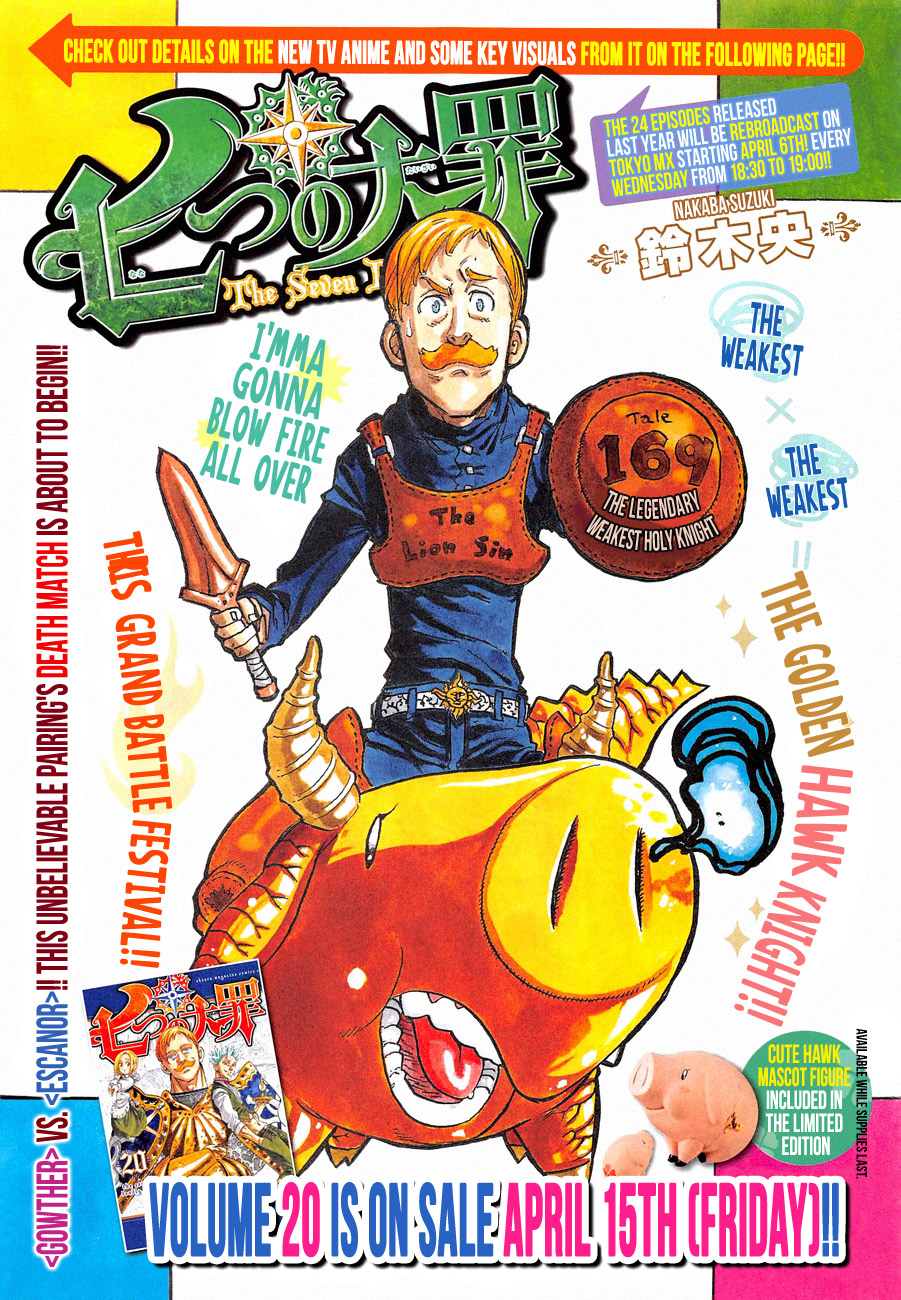 CHECK OUT DETAILS ON THE NEW TV ANIME AND SOME KEY VISUALS FROM IT ON THE FOLLOWING PAGE!!
七つの大罪
なな
たいざい
The Seven D
THE 24 EPISODES RELEASED
LAST YEAR WILL BE REBROADCAST ON
TOKYO MX STARTING APRIL 6TH! EVERY
WEDNESDAY FROM 18:30 TO 19:00!!
NAKABA SUZUKI
鈴木央
I'MMA
GONNA
BLOW FIRE
ALL OVER
THE
WEAKEST
×
THE
WEAKEST
=
THE GOLDEN HAWK KNIGHT!!
Tale
169
THE LEGENDARY
WEAKEST HOLY KNIGHT
The
Lion Sin
THIS GRAND BATTLE FESTIVAL!!
<GOWTHER> VS. <ESCANOR>!! THIS UNBELIEVABLE PAIRING'S DEATH MATCH IS ABOUT TO BEGIN!!
七つの大罪
20
CUTE HAWK
MASCOT FIGURE
INCLUDED IN
THE LIMITED
EDITION
AVAILABLE WHILE SUPPLIES LAST.
VOLUME 20 IS ON SALE APRIL 15TH (FRIDAY)!!